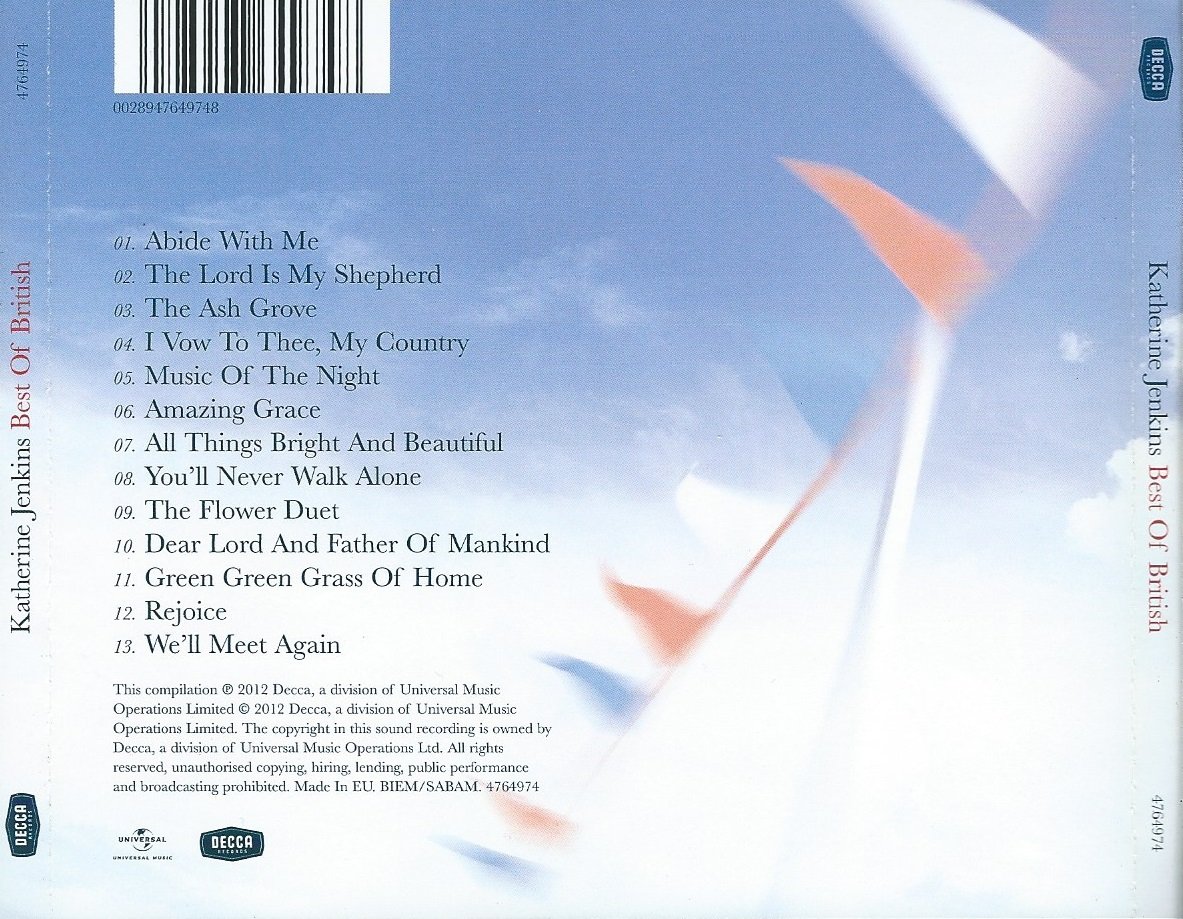 4764974
Katherine Jenkins Best Of British
DECCA
RECORDS
0028947649748
01. Abide With Me
02. The Lord Is My Shepherd
03. The Ash Grove
04. I Vow To Thee, My Country
05. Music Of The Night
06. Amazing Grace
07. All Things Bright And Beautiful
08. You'll Never Walk Alone
09. The Flower Duet
10. Dear Lord And Father Of Mankind
11. Green Green Grass Of Home
12. Rejoice
13. We'll Meet Again
This compilation ℗ 2012 Decca, a division of Universal Music
Operations Limited © 2012 Decca, a division of Universal Music
Operations Limited. The copyright in this sound recording is owned by
Decca, a division of Universal Music Operations Ltd. All rights
reserved, unauthorised copying, hiring, lending, public performance
and broadcasting prohibited. Made In EU. BIEM/SABAM. 4764974
UNIVERSAL
UNIVERSAL MUSIC
DECCA
RECORDS
DECCA
RECORDS
Katherine Jenkins Best Of British
4764974